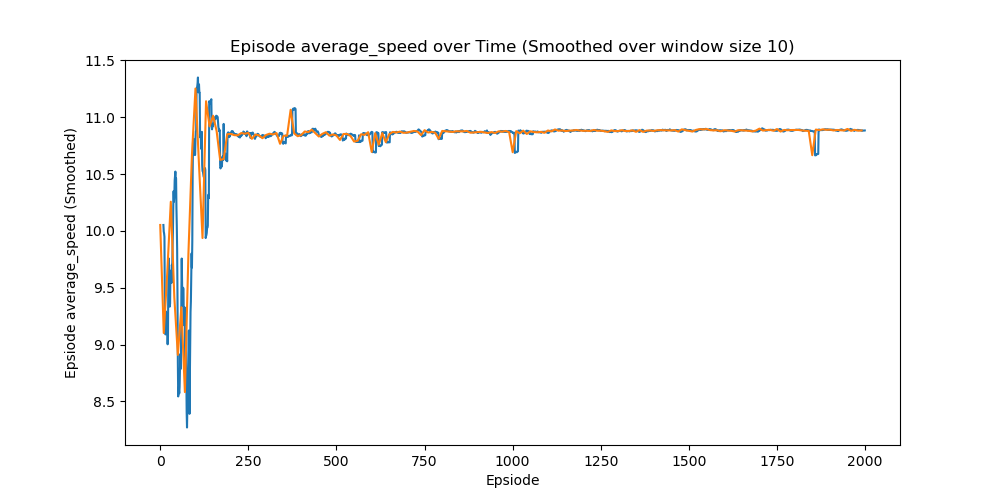 Episode average_speed over Time (Smoothed over window size 10)
Epsiode average_speed (Smoothed)
11.5
11.0
10.5
10.0
9.5
9.0
8.5
0 250 500 750 1000 1250 1500 1750 2000
Epsiode